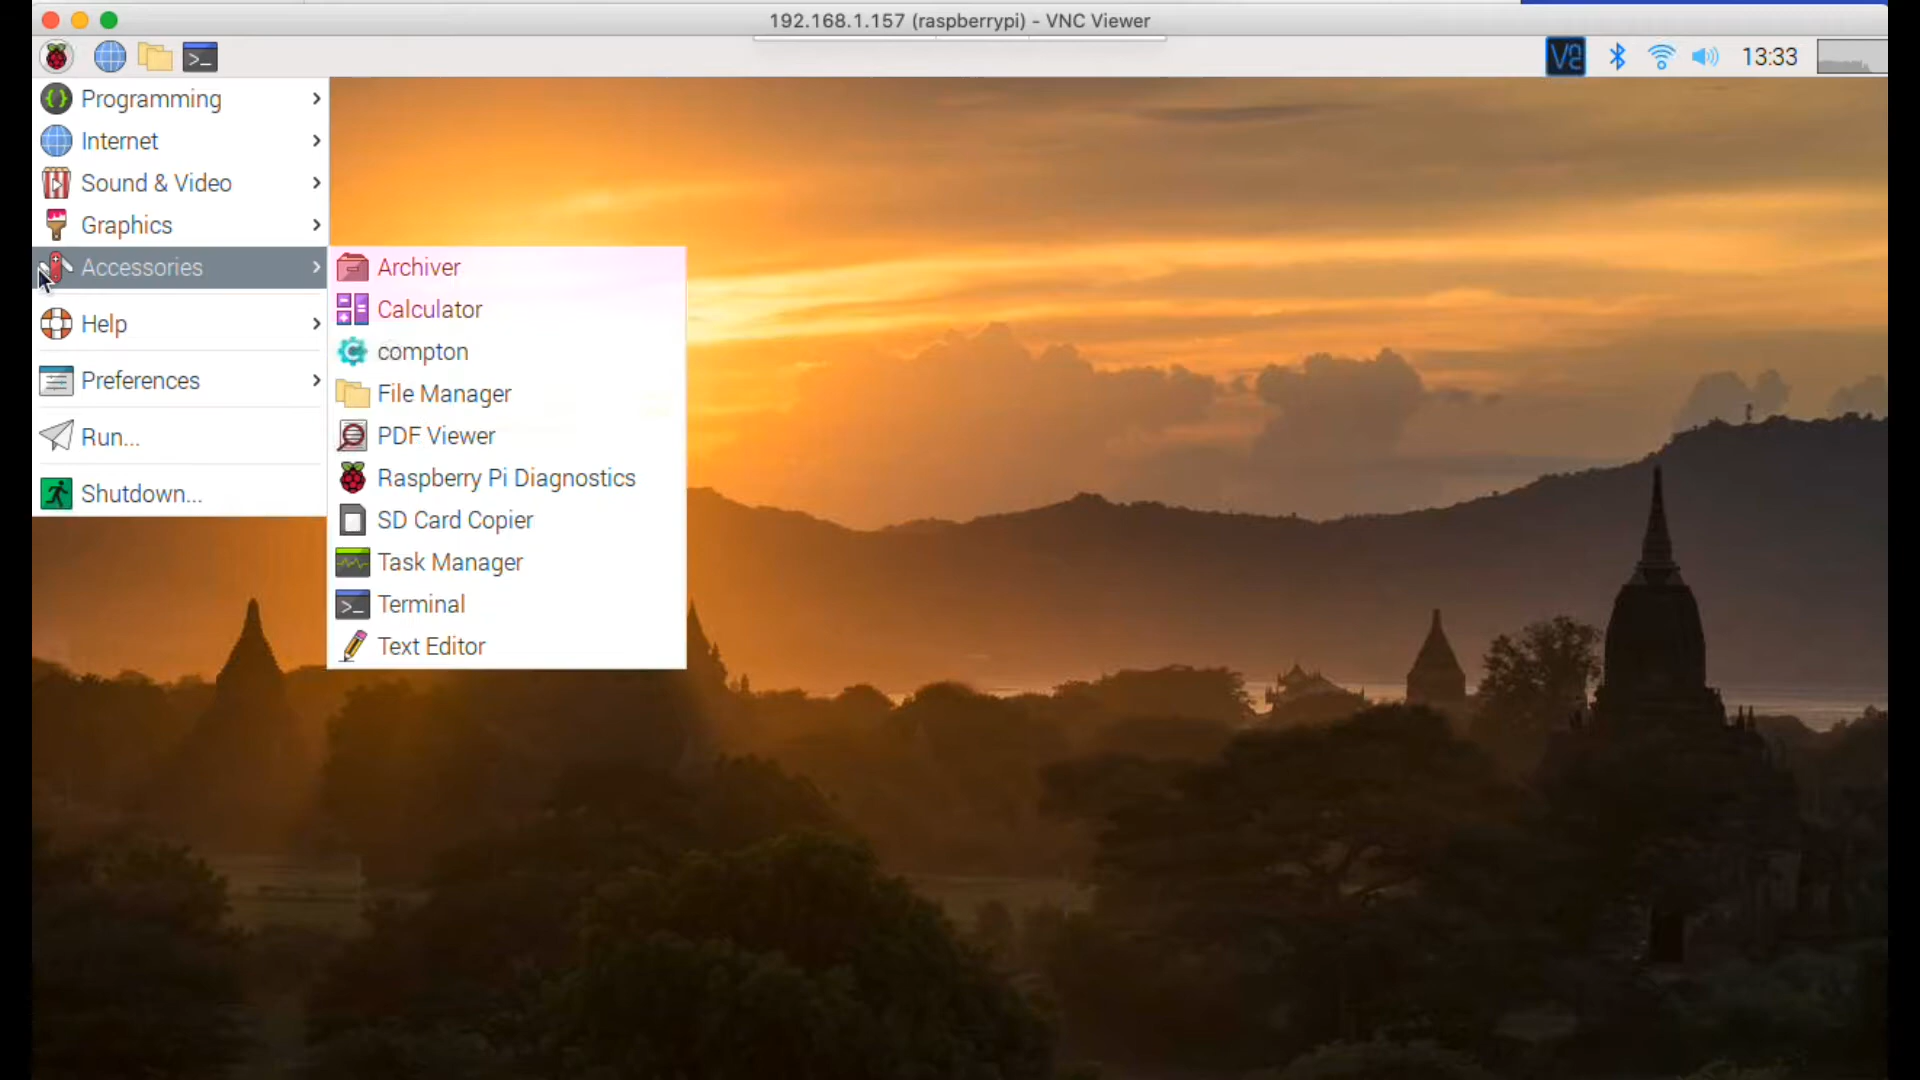 192.168.1.157 (raspberrypi) - VNC Viewer
13:33
Programming
Internet
Sound & Video
Graphics
Accessories
Help
Preferences
Run...
Shutdown...
Archiver
Calculator
compton
File Manager
PDF Viewer
Raspberry Pi Diagnostics
SD Card Copier
Task Manager
Terminal
Text Editor